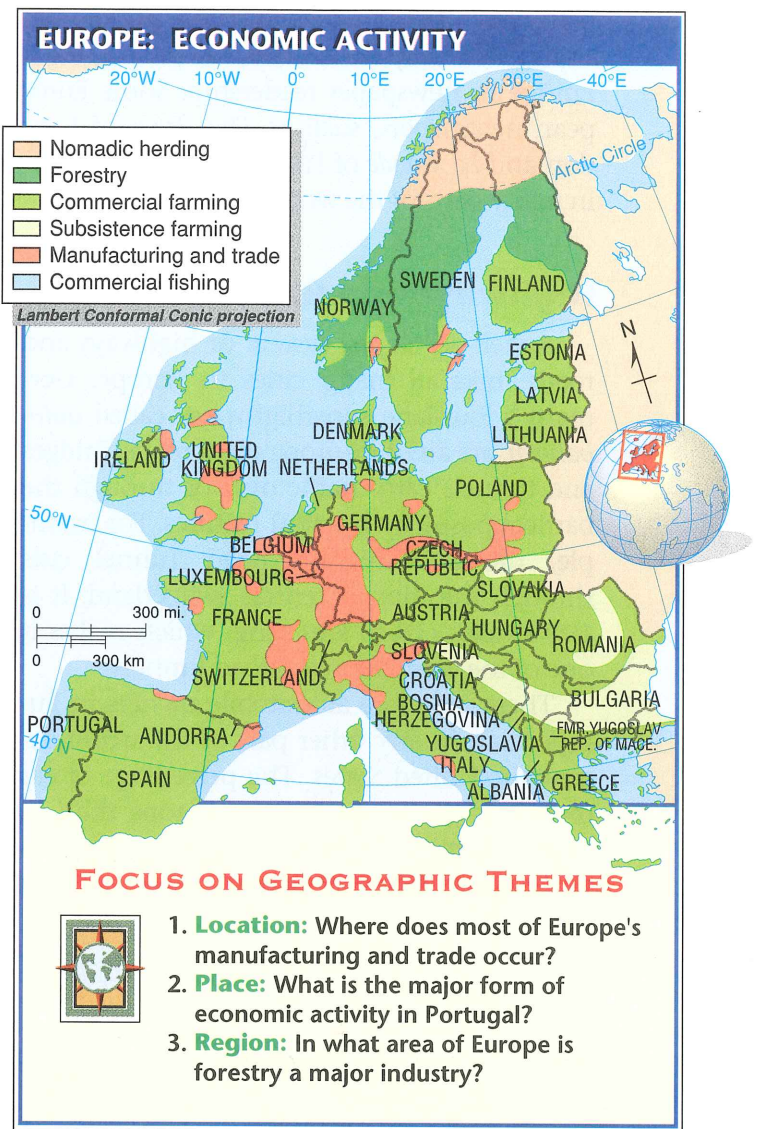 EUROPE: ECONOMIC ACTIVITY
20°W 10°W 0° 10°E 20°E 30°E 40°E
Arctic Circle
Nomadic herding
Forestry
Commercial farming
Subsistence farming
Manufacturing and trade
Commercial fishing
Lambert Conformal Conic projection
SWEDEN
FINLAND
NORWAY
N
ESTONIA
LATVIA
LITHUANIA
DENMARK
IRELAND
UNITED
KINGDOM
NETHERLANDS
POLAND
50°N
GERMANY
BELGIUM
CZECH
REPUBLIC
LUXEMBOURG
SLOVAKIA
0 300 mi.
0 300 km
FRANCE
AUSTRIA
HUNGARY
ROMANIA
SLOVENIA
SWITZERLAND
CROATIA
BOSNIA -
HERZEGOVINA
BULGARIA
PORTUGAL
ANDORRA
FMR. YUGOSLAV
REP. OF MACE.
40°N
YUGOSLAVIA
ITALY
SPAIN
ALBANIA
GREECE
FOCUS ON GEOGRAPHIC THEMES
1. Location: Where does most of Europe's
manufacturing and trade occur?
2. Place: What is the major form of
economic activity in Portugal?
3. Region: In what area of Europe is
forestry a major industry?